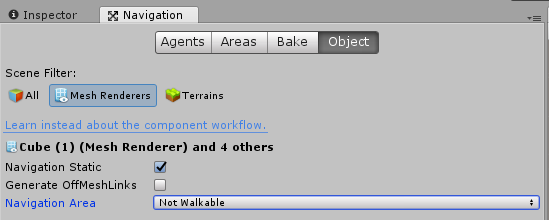 Inspector Navigation
Agents Areas Bake Object
Scene Filter:
All Mesh Renderers Terrains
Learn instead about the component workflow.
Cube (1) (Mesh Renderer) and 4 others
Navigation Static
Generate OffMeshLinks
Navigation Area Not Walkable